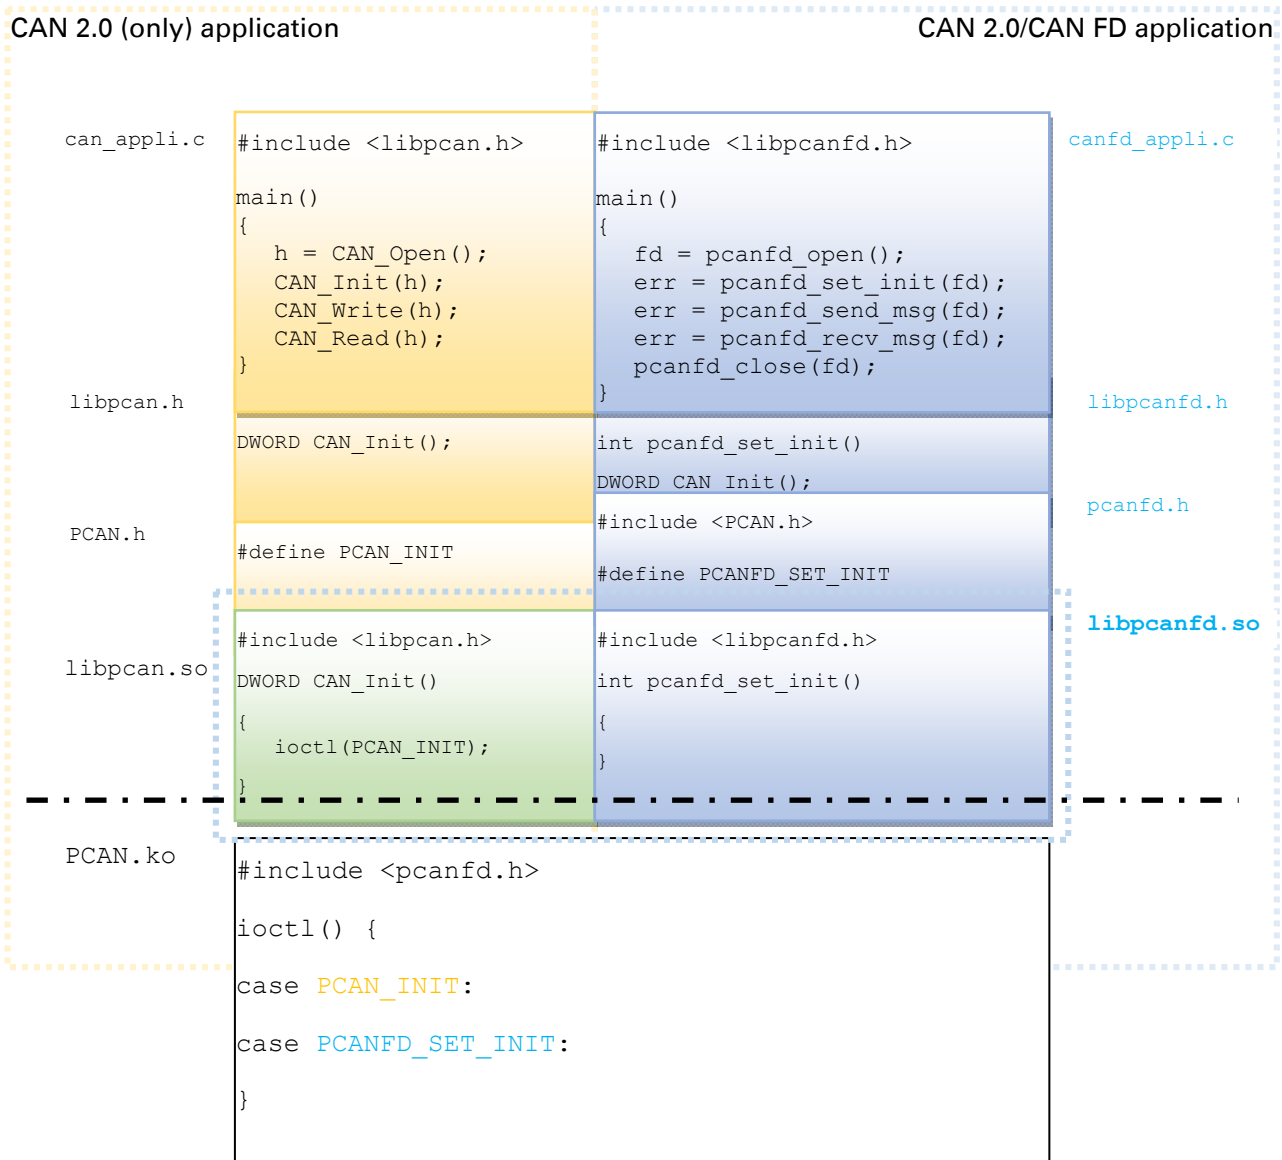 CAN 2.0 (only) application
CAN 2.0/CAN FD application
can_appli.c
#include <libpcan.h>
main()
{
h = CAN_Open();
CAN_Init(h);
CAN_Write(h);
CAN_Read(h);
}
#include <libpcanfd.h>
main()
{
fd = pcanfd_open();
err = pcanfd_set_init(fd);
err = pcanfd_send_msg(fd);
err = pcanfd_recv_msg(fd);
pcanfd_close(fd);
}
canfd_appli.c
libpcan.h
DWORD CAN_Init();
int pcanfd_set_init()
DWORD CAN_Init();
libpcanfd.h
PCAN.h
#define PCAN_INIT
#include <PCAN.h>
#define PCANFD_SET_INIT
pcanfd.h
libpcan.so
#include <libpcan.h>
DWORD CAN_Init()
{
ioctl(PCAN_INIT);
}
#include <libpcanfd.h>
int pcanfd_set_init()
{
}
libpcanfd.so
PCAN.ko
#include <pcanfd.h>
ioctl() {
case PCAN_INIT:
case PCANFD_SET_INIT:
}